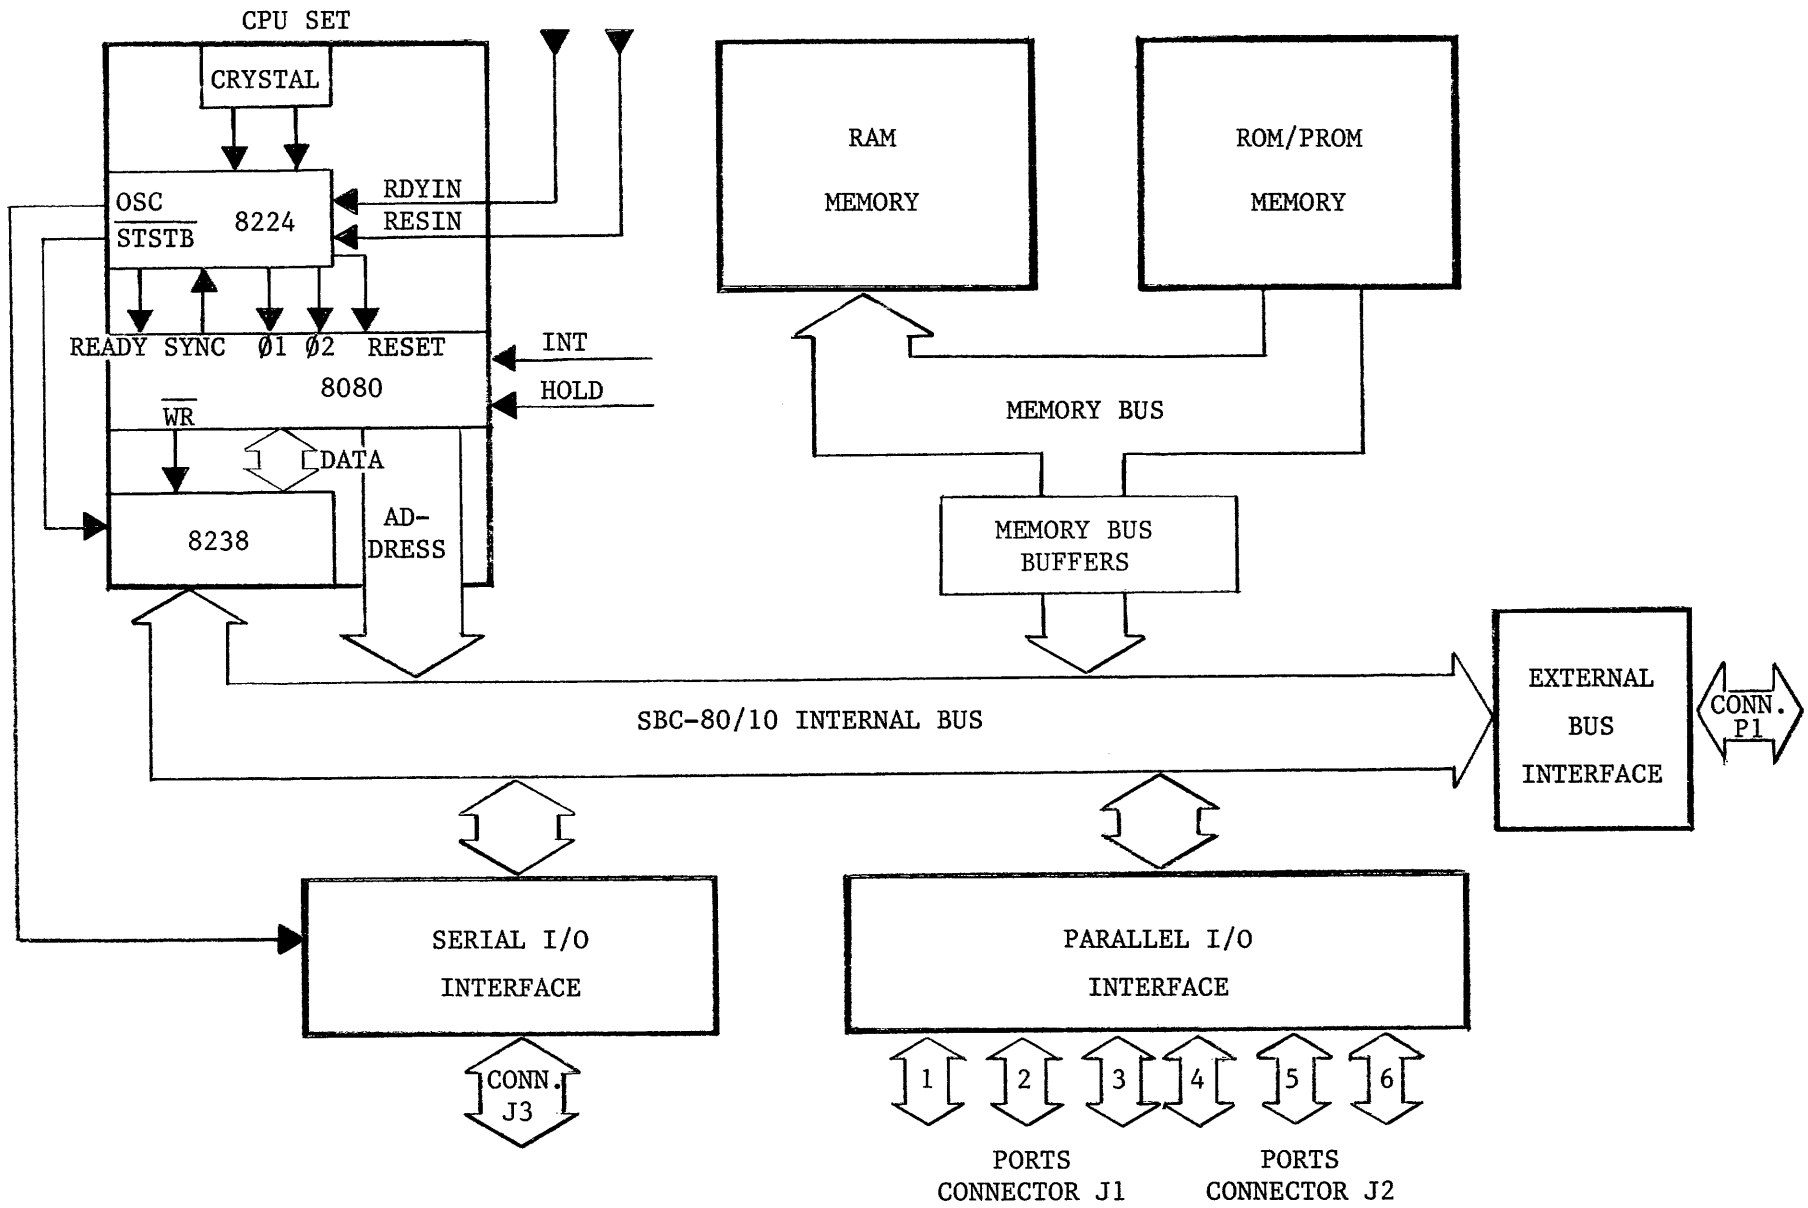 CPU SET
CRYSTAL
RAM
MEMORY
ROM/PROM
MEMORY
RDYIN
RESIN
OSC
STSTB
8224
READY SYNC Ø1 Ø2 RESET
INT
8080
HOLD
WR
DATA
MEMORY BUS
AD-
DRESS
8238
MEMORY BUS
BUFFERS
SBC-80/10 INTERNAL BUS
EXTERNAL
BUS
INTERFACE
CONN.
P1
SERIAL I/O
INTERFACE
PARALLEL I/O
INTERFACE
CONN.
J3
1 2 3 4 5 6
PORTS
CONNECTOR J1
PORTS
CONNECTOR J2